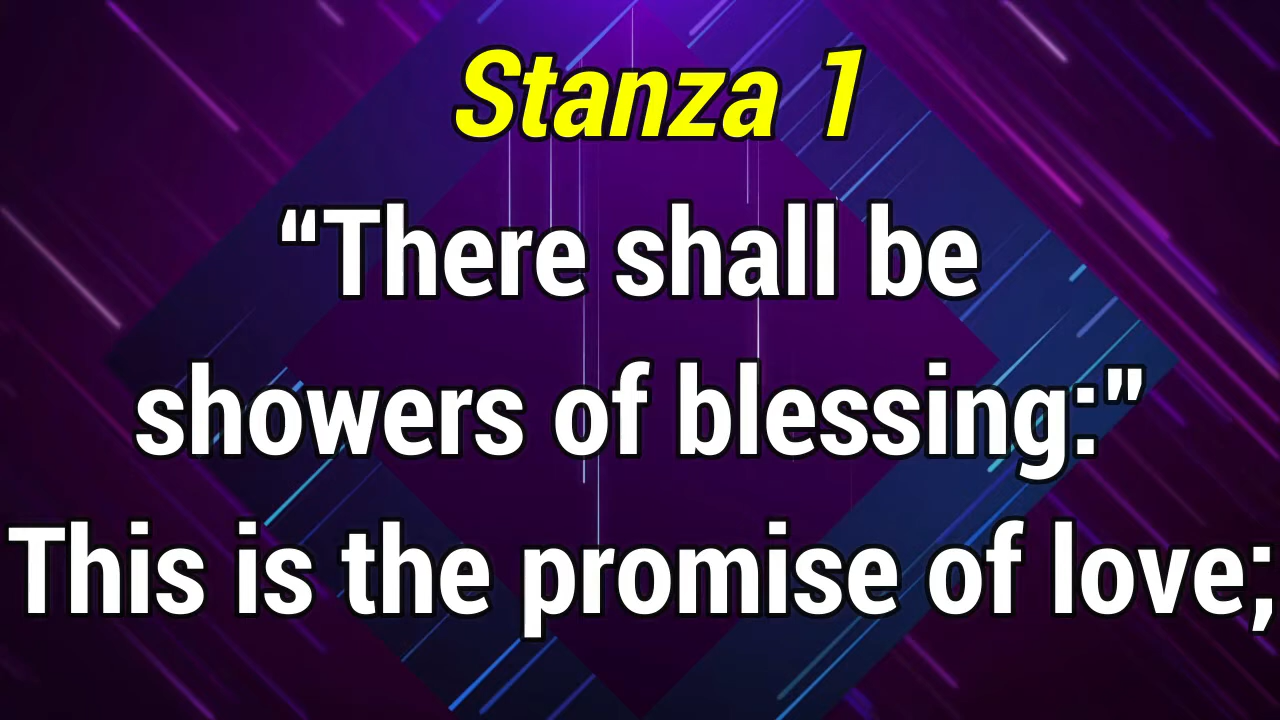 Stanza 1
“There shall be
showers of blessing:”
This is the promise of love;